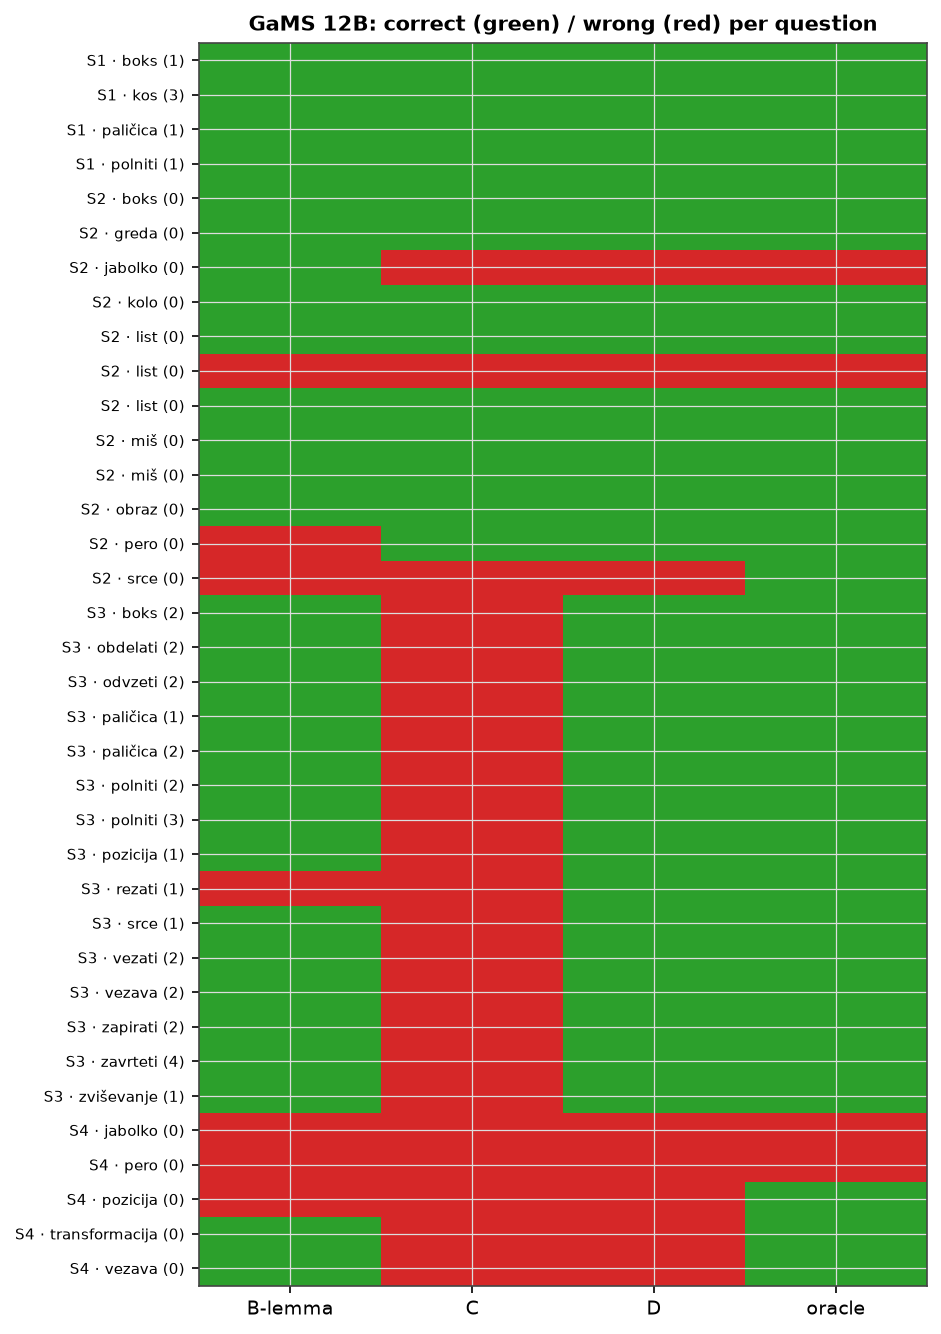 GaMS 12B: correct (green) / wrong (red) per question
S1 · boks (1)
S1 · kos (3)
S1 · paličica (1)
S1 · polniti (1)
S2 · boks (0)
S2 · greda (0)
S2 · jabolko (0)
S2 · kolo (0)
S2 · list (0)
S2 · list (0)
S2 · list (0)
S2 · miš (0)
S2 · miš (0)
S2 · obraz (0)
S2 · pero (0)
S2 · srce (0)
S3 · boks (2)
S3 · obdelati (2)
S3 · odvzeti (2)
S3 · paličica (1)
S3 · paličica (2)
S3 · polniti (2)
S3 · polniti (3)
S3 · pozicija (1)
S3 · rezati (1)
S3 · srce (1)
S3 · vezati (2)
S3 · vezava (2)
S3 · zapirati (2)
S3 · zavrteti (4)
S3 · zviševanje (1)
S4 · jabolko (0)
S4 · pero (0)
S4 · pozicija (0)
S4 · transformacija (0)
S4 · vezava (0)
B-lemma C D oracle